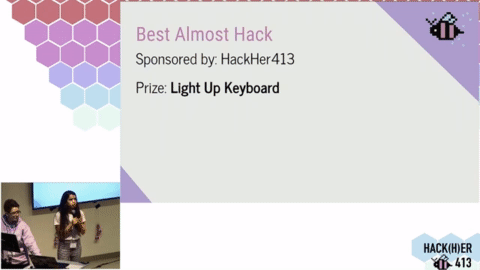 Best Almost Hack
Sponsored by: HackHer413
Prize: Light Up Keyboard
HACK(H)ER
413